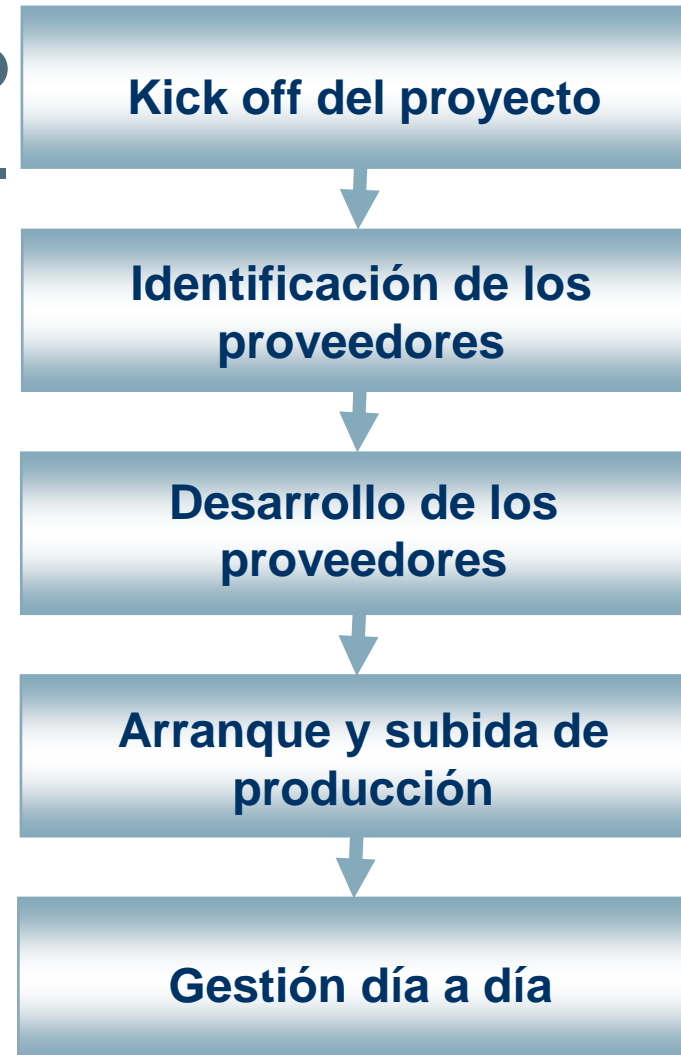 Kick off del proyecto
Identificación de los
proveedores
Desarrollo de los
proveedores
Arranque y subida de
producción
Gestión día a día